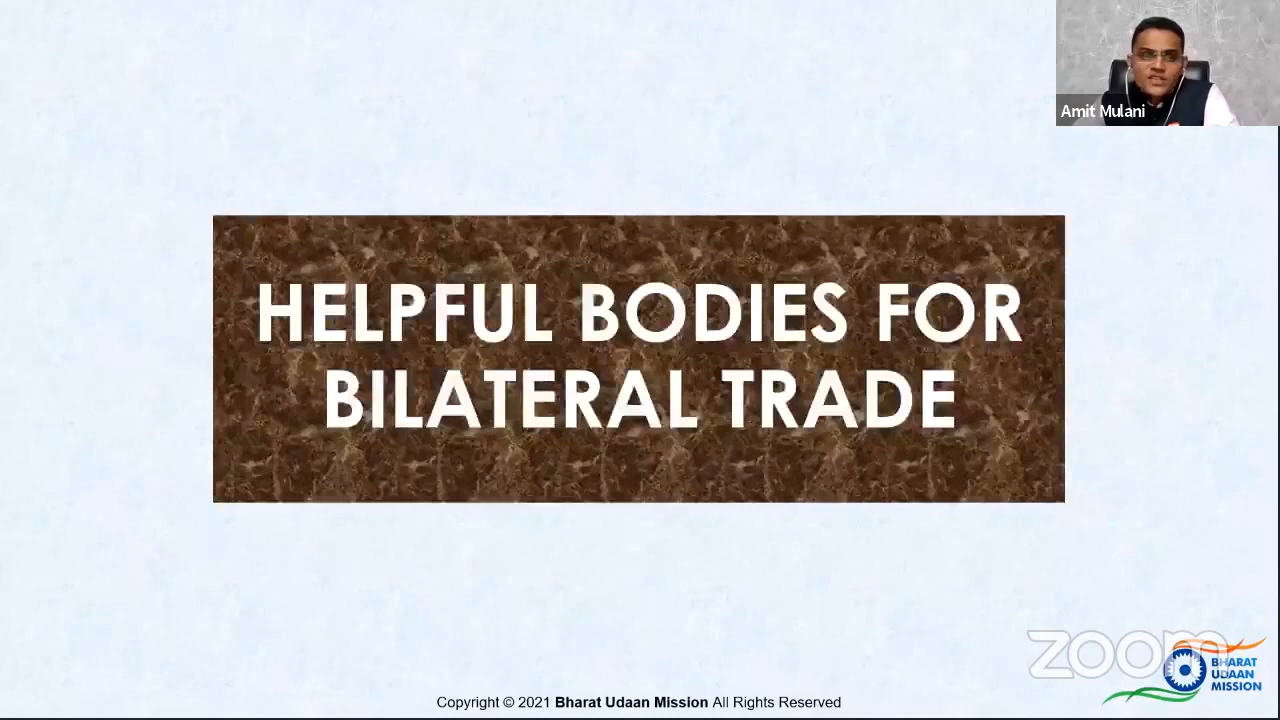 Amit Mulani
HELPFUL BODIES FOR
BILATERAL TRADE
zoom
BHARAT
UDAAN
MISSION
Copyright © 2021 Bharat Udaan Mission All Rights Reserved